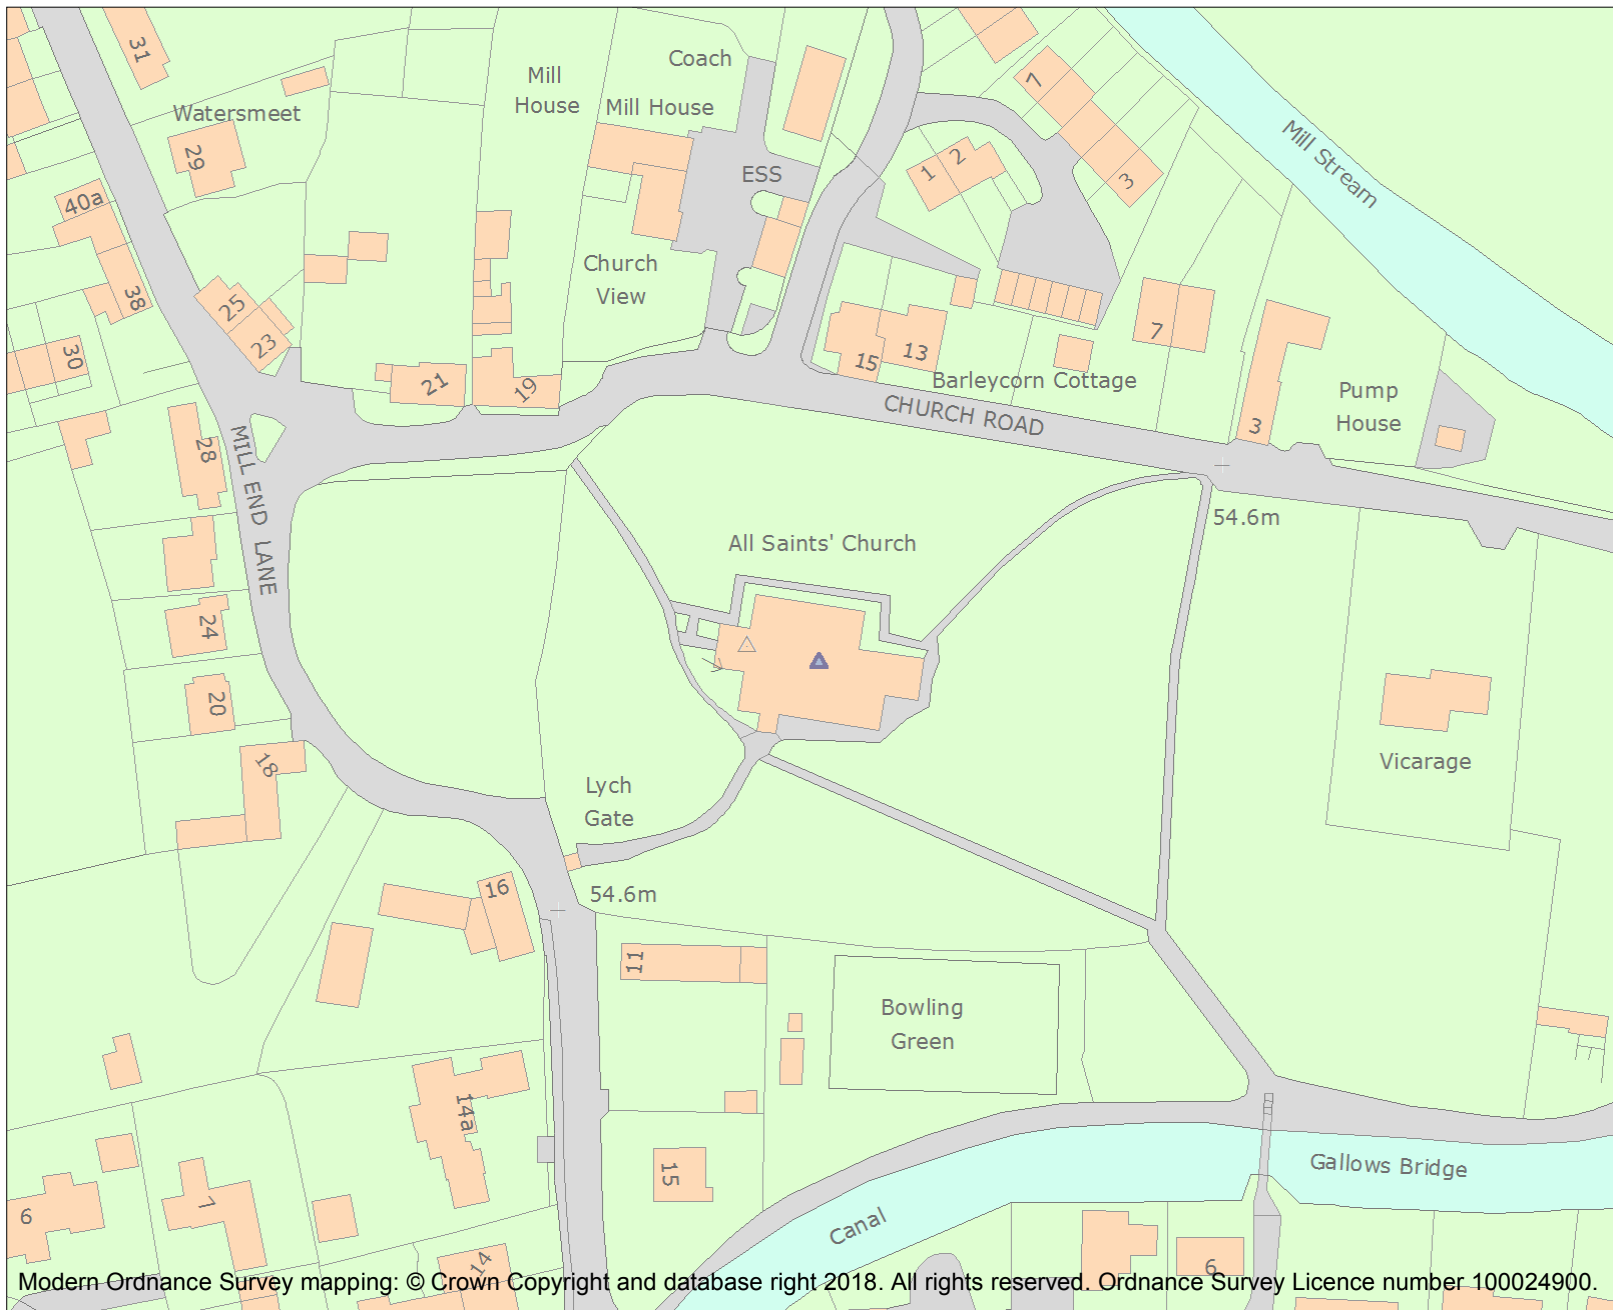 31
Watersmeet
29
Mill
House
Coach
Mill House
ESS
7
1
2
3
Mill Stream
40a
38
30
25
23
Church
View
21
19
15
13
7
Barleycorn Cottage
CHURCH ROAD
3
Pump
House
28
MILL END LANE
54.6m
All Saints' Church
24
20
18
Vicarage
Lych
Gate
16
54.6m
11
Bowling
Green
14a
15
Gallows Bridge
Canal
6
7
14
6
Modern Ordnance Survey mapping: © Crown Copyright and database right 2018. All rights reserved. Ordnance Survey Licence number 100024900.